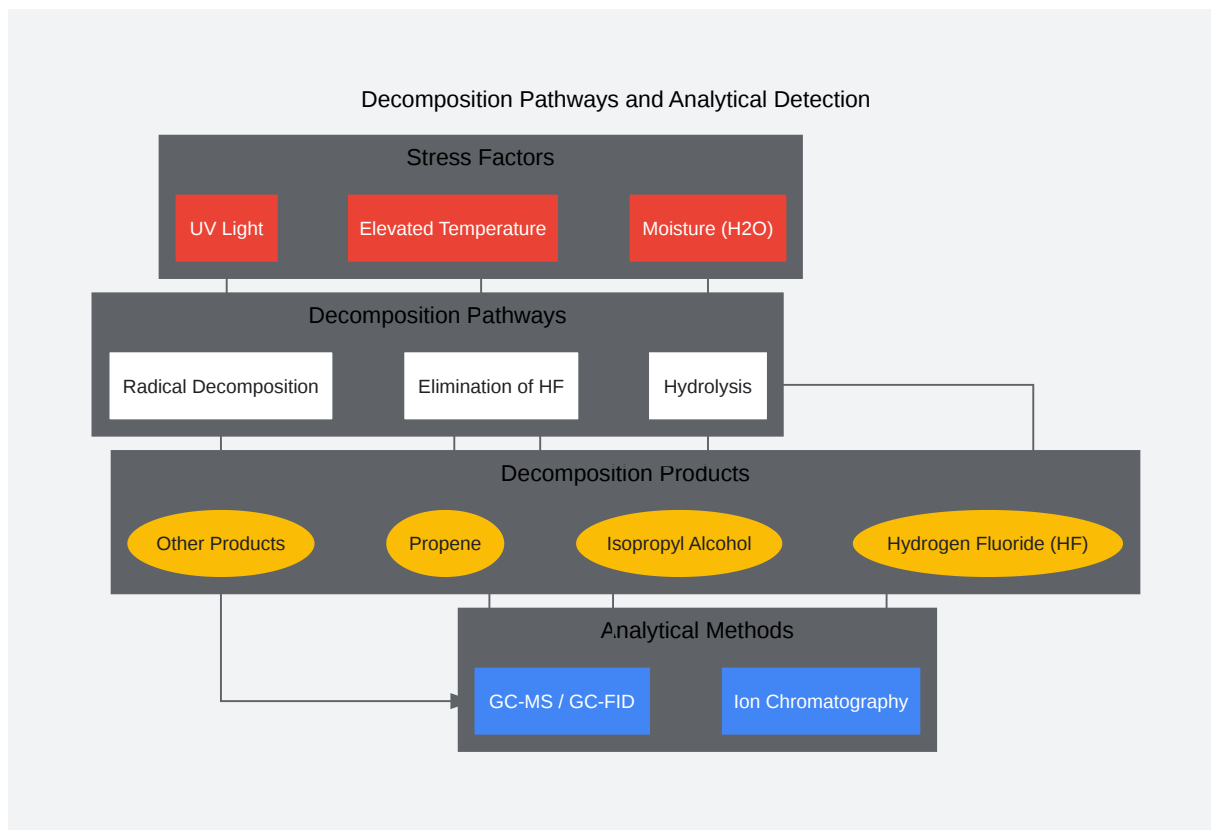 Decomposition Pathways and Analytical Detection
Stress Factors
UV Light
Elevated Temperature
Moisture (H2O)
Decomposition Pathways
Radical Decomposition
Elimination of HF
Hydrolysis
Decomposition Products
Other Products
Propene
Isopropyl Alcohol
Hydrogen Fluoride (HF)
Analytical Methods
GC-MS / GC-FID
Ion Chromatography